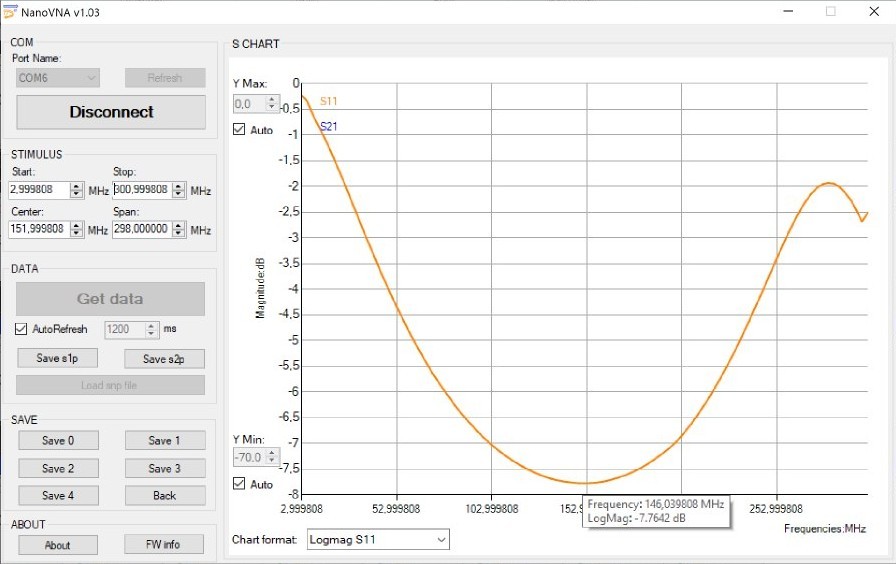 NanoVNA v1.03
COM
Port Name:
COM6
Refresh
Disconnect
STIMULUS
Start: Stop:
2,999808 MHz 300,999808 MHz
Center: Span:
151,999808 MHz 298,000000 MHz
DATA
Get data
AutoRefresh 1200 ms
Save s1p Save s2p
Load snp file
SAVE
Save 0 Save 1
Save 2 Save 3
Save 4 Back
ABOUT
About FW info
S CHART
Y Max:
0,0
Auto
Y Min:
-70.0
Auto
Magnitude:dB
0
-0,5
-1
-1,5
-2
-2,5
-3
-3,5
-4
-4,5
-5
-5,5
-6
-6,5
-7
-7,5
-8
S11
S21
2,999808 52,999808 102,999808 152,9 252,999808
Frequency: 146,039808 MHz
LogMag: -7.7642 dB
Frequencies:MHz
Chart format: Logmag S11